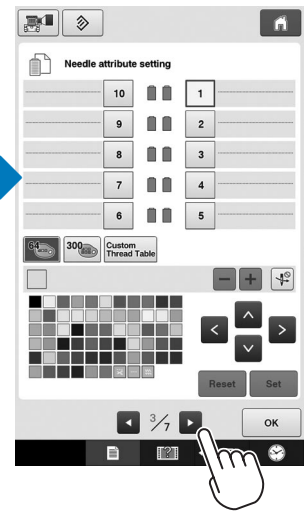 Needle attribute setting
10 1
9 2
8 3
7 4
6 5
64 300 Custom
Thread Table
Reset Set
3/7 OK